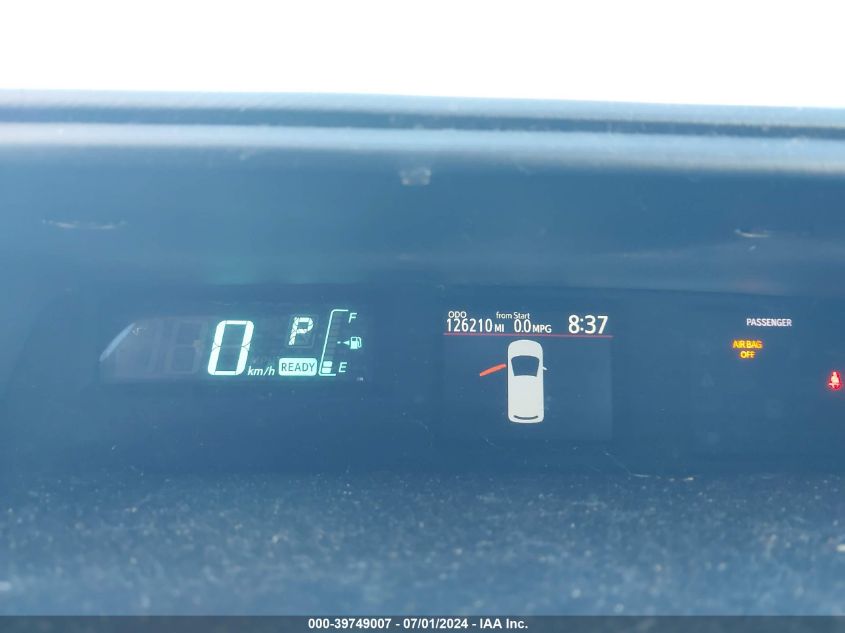 0 km/h
P
READY
F
E
ODO
126210 MI
from Start
0.0 MPG
8:37
PASSENGER
AIR BAG
OFF
000-39749007 - 07/01/2024 - IAA Inc.